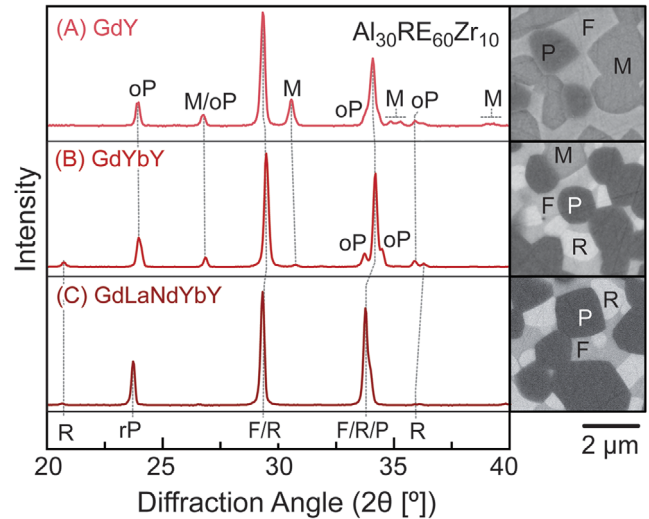 (A) GdY
Al₃₀RE₆₀Zr₁₀
oP
M/oP
M
oP
M
oP
M
F
P
M
(B) GdYbY
oP
oP
M
F
P
R
(C) GdLaNdYbY
R
P
F
R
rP
F/R
F/R/P
R
20
25
30
35
40
2 μm
Intensity
Diffraction Angle (2θ [º])